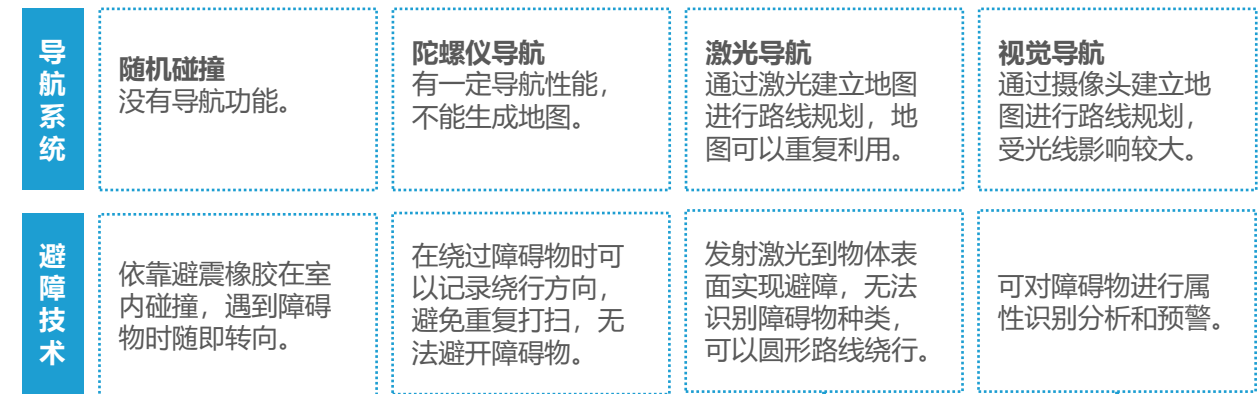 导航系统
随机碰撞
没有导航功能。
陀螺仪导航
有一定导航性能，
不能生成地图。
激光导航
通过激光建立地图
进行路线规划，地
图可以重复利用。
视觉导航
通过摄像头建立地
图进行路线规划，
受光线影响较大。
避障技术
依靠避震橡胶在室
内碰撞，遇到障碍
物时随即转向。
在绕过障碍物时可
以记录绕行方向，
避免重复打扫，无
法避开障碍物。
发射激光到物体表
面实现避障，无法
识别障碍物种类，
可以圆形路线绕行。
可对障碍物进行属
性识别分析和预警。